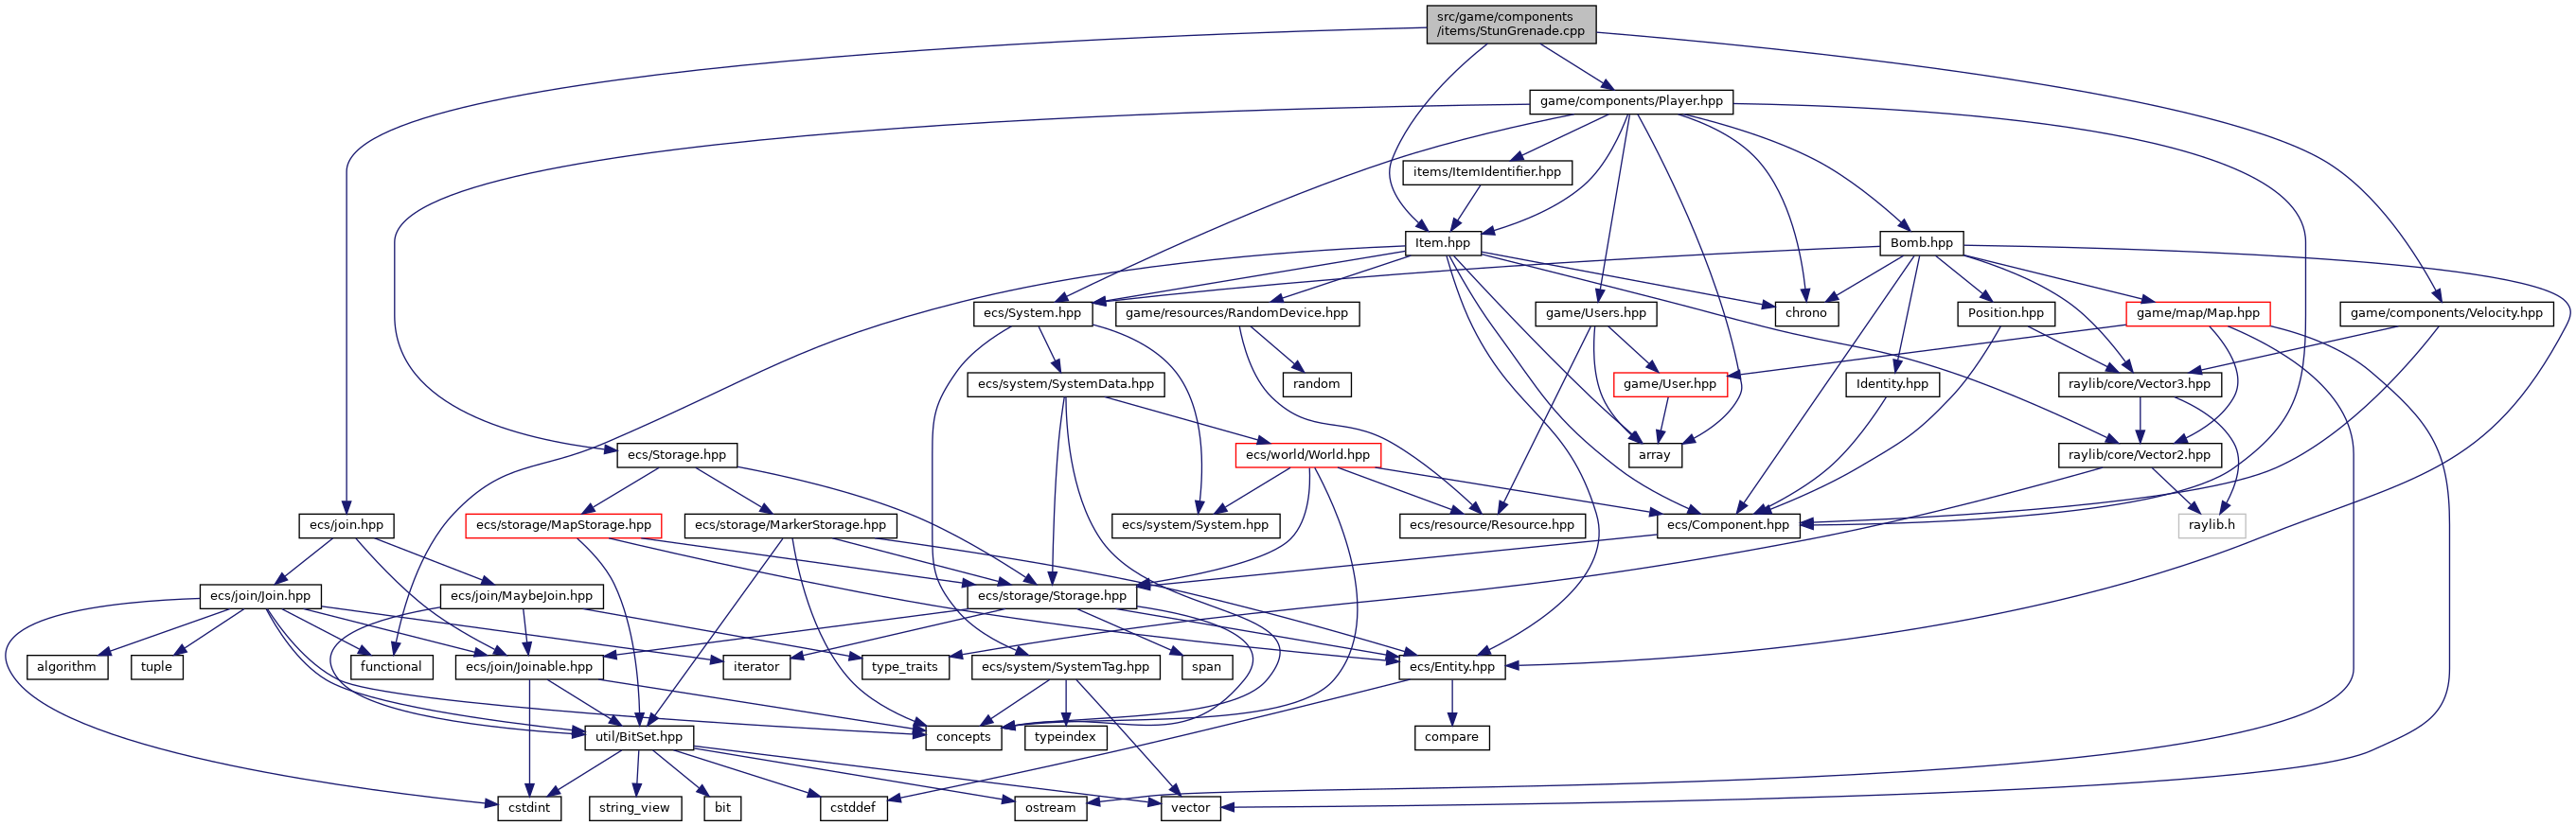 src/game/components
/items/StunGrenade.cpp
game/components/Player.hpp
items/ItemIdentifier.hpp
Item.hpp
Bomb.hpp
ecs/System.hpp
game/resources/RandomDevice.hpp
game/Users.hpp
chrono
Position.hpp
game/map/Map.hpp
game/components/Velocity.hpp
ecs/system/SystemData.hpp
random
game/User.hpp
Identity.hpp
raylib/core/Vector3.hpp
ecs/Storage.hpp
ecs/world/World.hpp
array
raylib/core/Vector2.hpp
ecs/join.hpp
ecs/storage/MapStorage.hpp
ecs/storage/MarkerStorage.hpp
ecs/system/System.hpp
ecs/resource/Resource.hpp
ecs/Component.hpp
raylib.h
ecs/join/Join.hpp
ecs/join/MaybeJoin.hpp
ecs/storage/Storage.hpp
algorithm
tuple
functional
ecs/join/Joinable.hpp
iterator
type_traits
ecs/system/SystemTag.hpp
span
ecs/Entity.hpp
util/BitSet.hpp
concepts
typeindex
compare
cstdint
string_view
bit
cstddef
ostream
vector